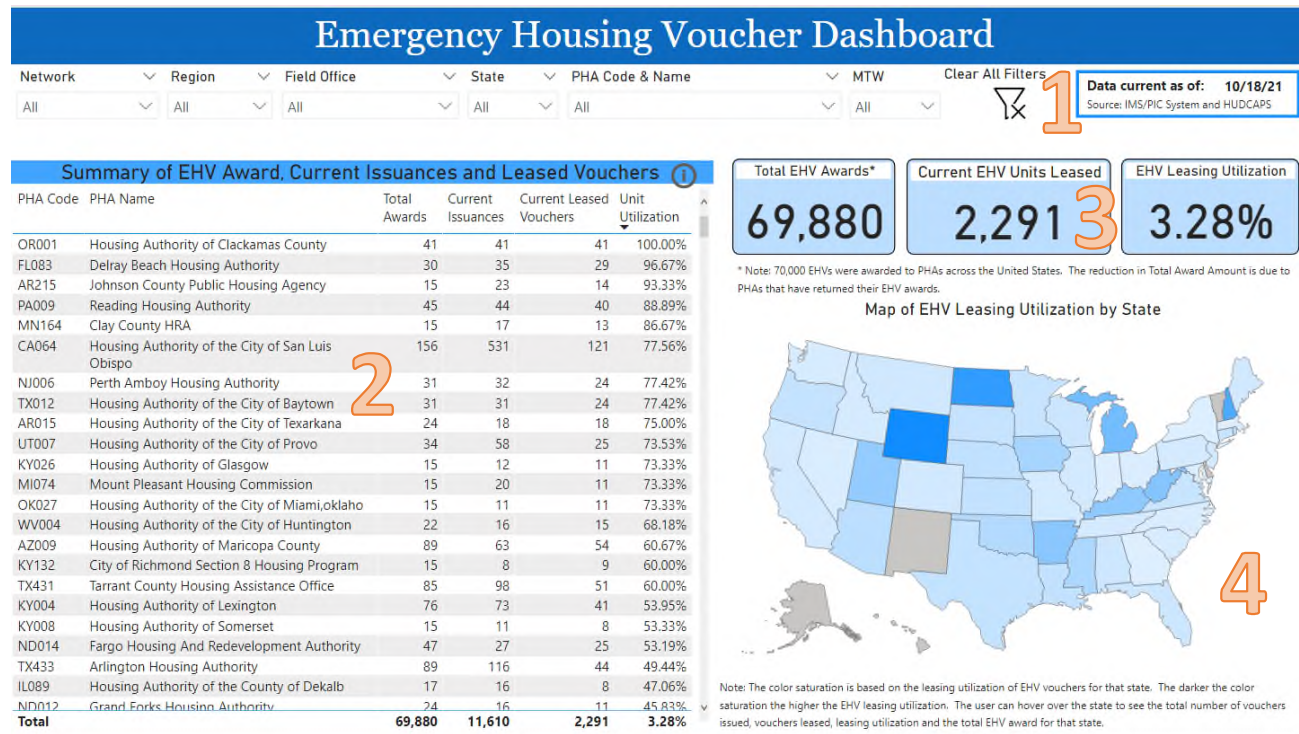 Emergency Housing Voucher Dashboard
Network Region Field Office State PHA Code & Name MTW Clear All Filters
All All All All All All
1
Data current as of: 10/18/21
Source: IMS/PIC System and HUDCAPS
Summary of EHV Award, Current Issuances and Leased Vouchers
PHA Code PHA Name Total Awards Current Issuances Current Leased Vouchers Unit Utilization
OR001 Housing Authority of Clackamas County 41 41 41 100.00%
FL083 Delray Beach Housing Authority 30 35 29 96.67%
AR215 Johnson County Public Housing Agency 15 23 14 93.33%
PA009 Reading Housing Authority 45 44 40 88.89%
MN164 Clay County HRA 15 17 13 86.67%
CA064 Housing Authority of the City of San Luis 156 531 121 77.56%
Obispo
NJ006 Perth Amboy Housing Authority 31 32 24 77.42%
TX012 Housing Authority of the City of Baytown 31 31 24 77.42%
AR015 Housing Authority of the City of Texarkana 24 18 18 75.00%
UT007 Housing Authority of the City of Provo 34 58 25 73.53%
KY026 Housing Authority of Glasgow 15 12 11 73.33%
MI074 Mount Pleasant Housing Commission 15 20 11 73.33%
OK027 Housing Authority of the City of Miami,oklaho 15 11 11 73.33%
WV004 Housing Authority of the City of Huntington 22 16 15 68.18%
AZ009 Housing Authority of Maricopa County 89 63 54 60.67%
KY132 City of Richmond Section 8 Housing Program 15 8 9 60.00%
TX431 Tarrant County Housing Assistance Office 85 98 51 60.00%
KY004 Housing Authority of Lexington 76 73 41 53.95%
KY008 Housing Authority of Somerset 15 11 8 53.33%
ND014 Fargo Housing And Redevelopment Authority 47 27 25 53.19%
TX433 Arlington Housing Authority 89 116 44 49.44%
IL089 Housing Authority of the County of Dekalb 17 16 8 47.06%
ND012 Grand Forks Housing Authority 24 16 11 45.83%
Total 69,880 11,610 2,291 3.28%
2
Total EHV Awards*
69,880
Current EHV Units Leased
2,291
3
EHV Leasing Utilization
3.28%
* Note: 70,000 EHVs were awarded to PHAs across the United States. The reduction in Total Award Amount is due to
PHAs that have returned their EHV awards.
Map of EHV Leasing Utilization by State
4
Note: The color saturation is based on the leasing utilization of EHV vouchers for that state. The darker the color
saturation the higher the EHV leasing utilization. The user can hover over the state to see the total number of vouchers
issued, vouchers leased, leasing utilization and the total EHV award for that state.